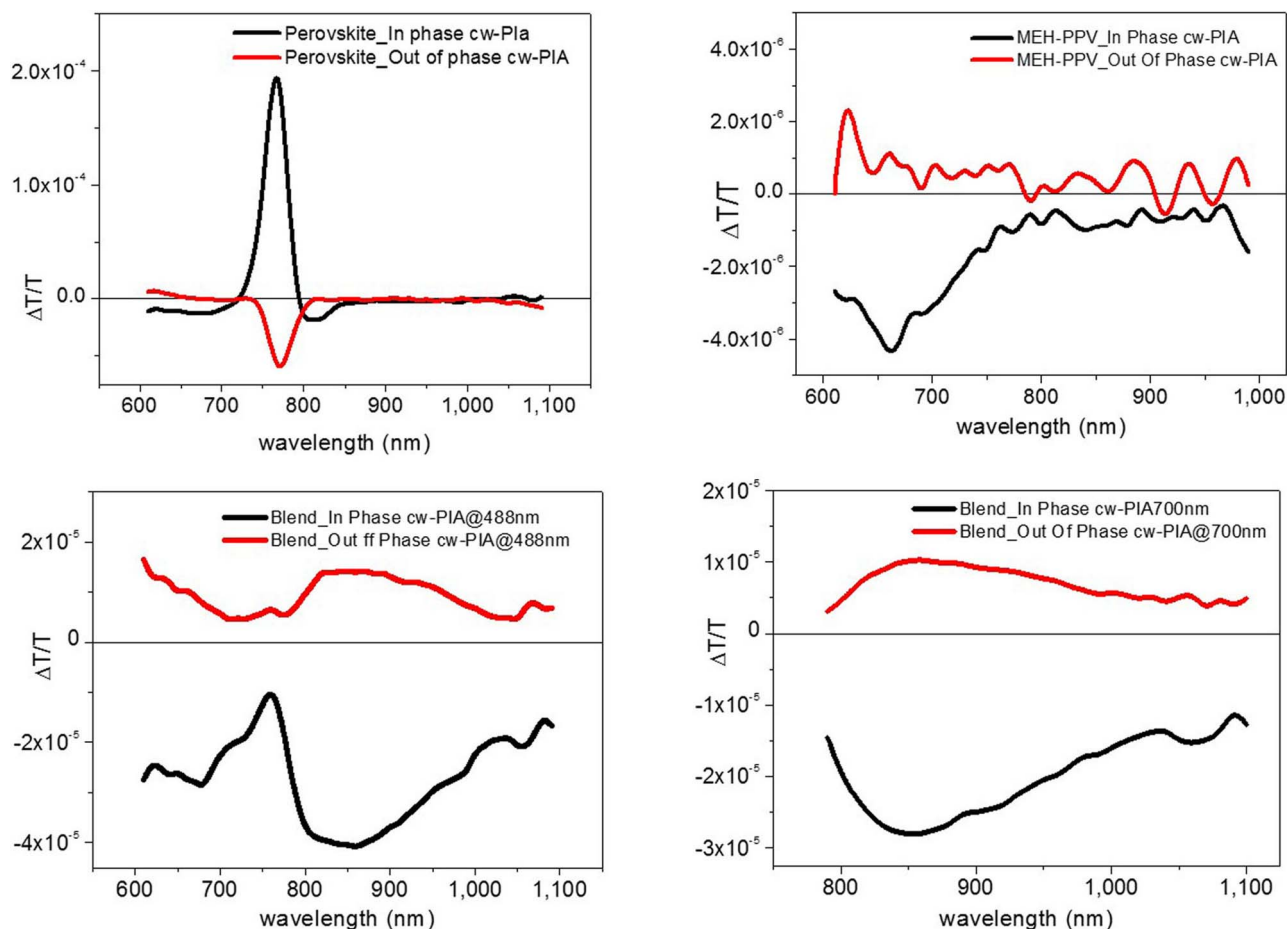 Perovskite_In phase cw-PIa
Perovskite_Out of phase cw-PIA
2.0x10⁻⁴
1.0x10⁻⁴
0.0
ΔT/T
600 700 800 900 1,000 1,100
wavelength (nm)
MEH-PPV_In Phase cw-PIA
MEH-PPV_Out Of Phase cw-PIA
4.0x10⁻⁶
2.0x10⁻⁶
0.0
-2.0x10⁻⁶
-4.0x10⁻⁶
ΔT/T
600 700 800 900 1,000
wavelength (nm)
Blend_In Phase cw-PIA@488nm
Blend_Out ff Phase cw-PIA@488nm
2x10⁻⁵
0
-2x10⁻⁵
-4x10⁻⁵
ΔT/T
600 700 800 900 1,000 1,100
wavelength (nm)
Blend_In Phase cw-PIA700nm
Blend_Out Of Phase cw-PIA@700nm
2x10⁻⁵
1x10⁻⁵
0
-1x10⁻⁵
-2x10⁻⁵
-3x10⁻⁵
ΔT/T
800 900 1,000 1,100
wavelength (nm)